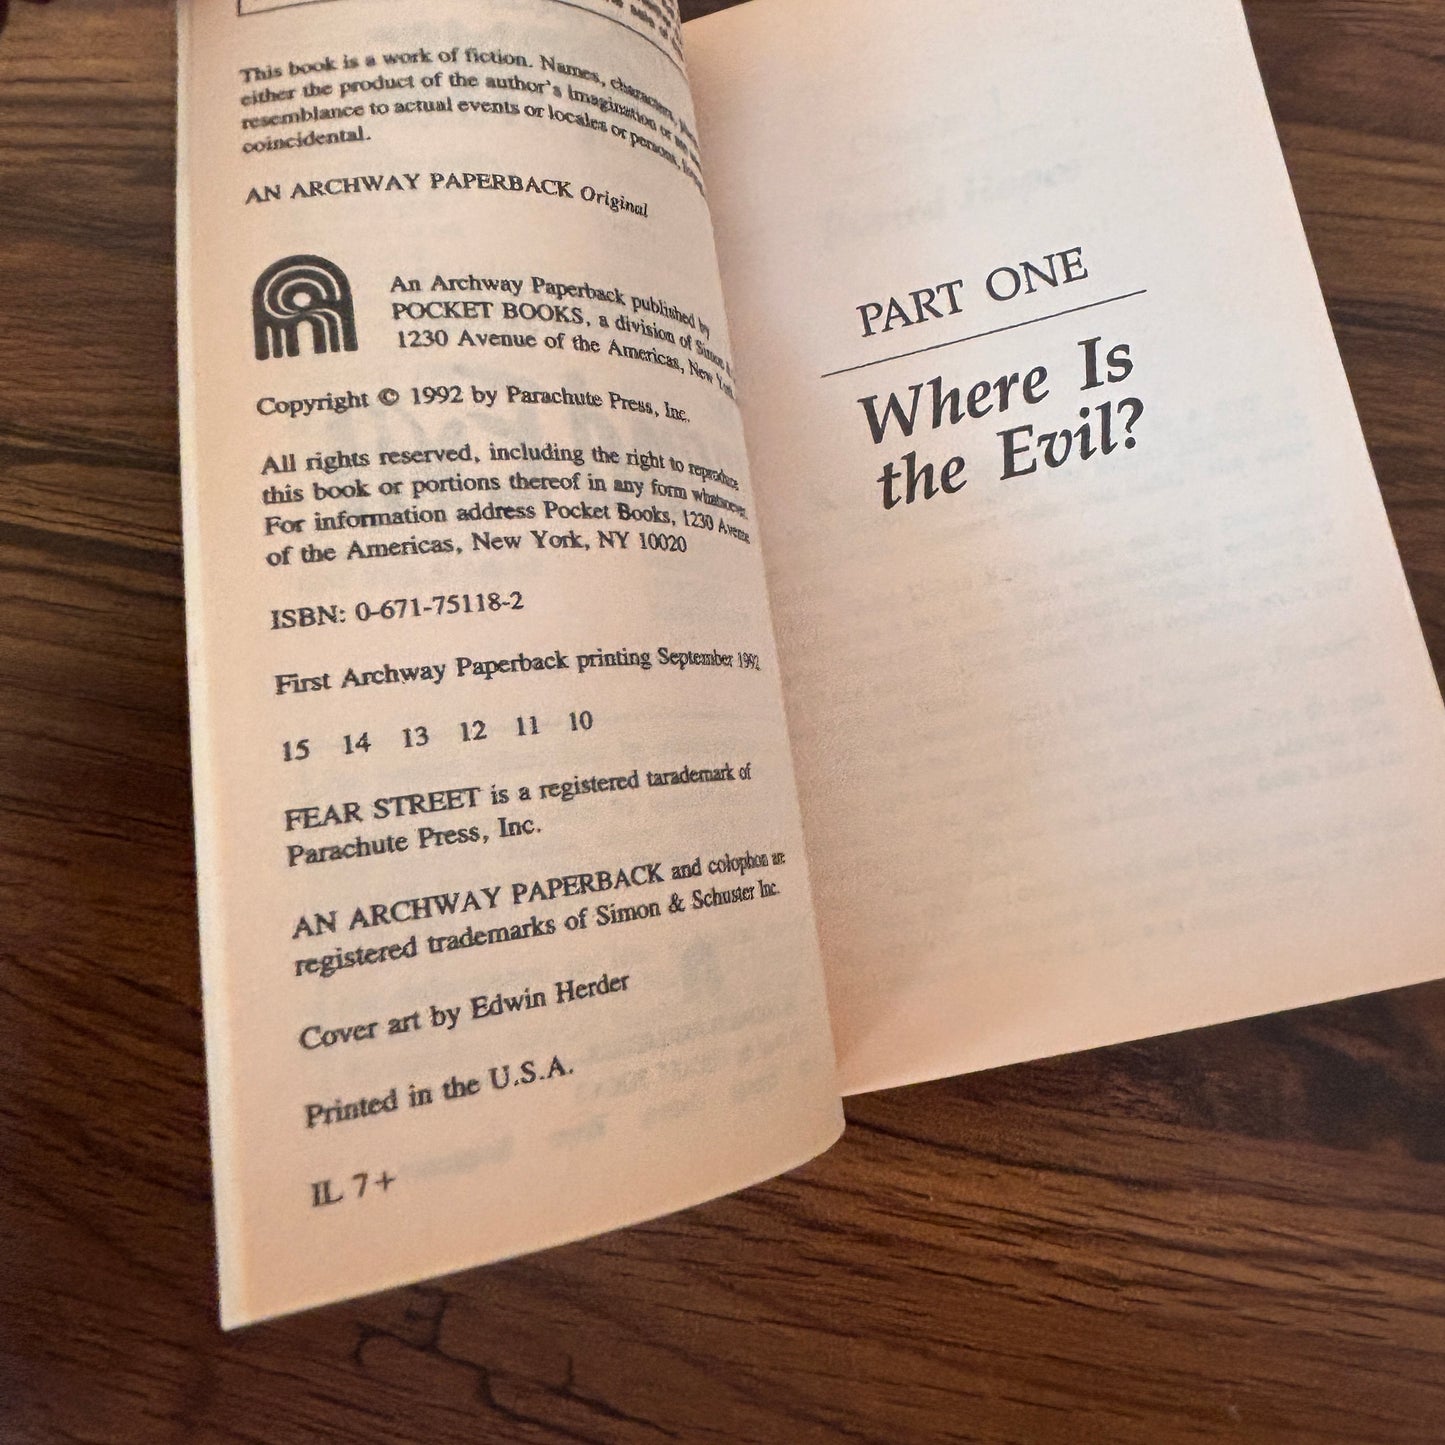 This book is a work of fiction. Names, characters,
either the product of the author's imagination or are
resemblance to actual events or locales or persons,
coincidental.
AN ARCHWAY PAPERBACK Original
An Archway Paperback published by
POCKET BOOKS, a division of Simon
1230 Avenue of the Americas, New York,
Copyright © 1992 by Parachute Press, Inc.
All rights reserved, including the right to reproduce
this book or portions thereof in any form whatsoever.
For information address Pocket Books, 1230 Avenue
of the Americas, New York, NY 10020
ISBN: 0-671-75118-2
First Archway Paperback printing September 1992
15 14 13 12 11 10
FEAR STREET is a registered tarademark of
Parachute Press, Inc.
AN ARCHWAY PAPERBACK and colophon are
registered trademarks of Simon & Schuster Inc.
Cover art by Edwin Herder
Printed in the U.S.A.
IL 7+
PART ONE
Where Is
the Evil?